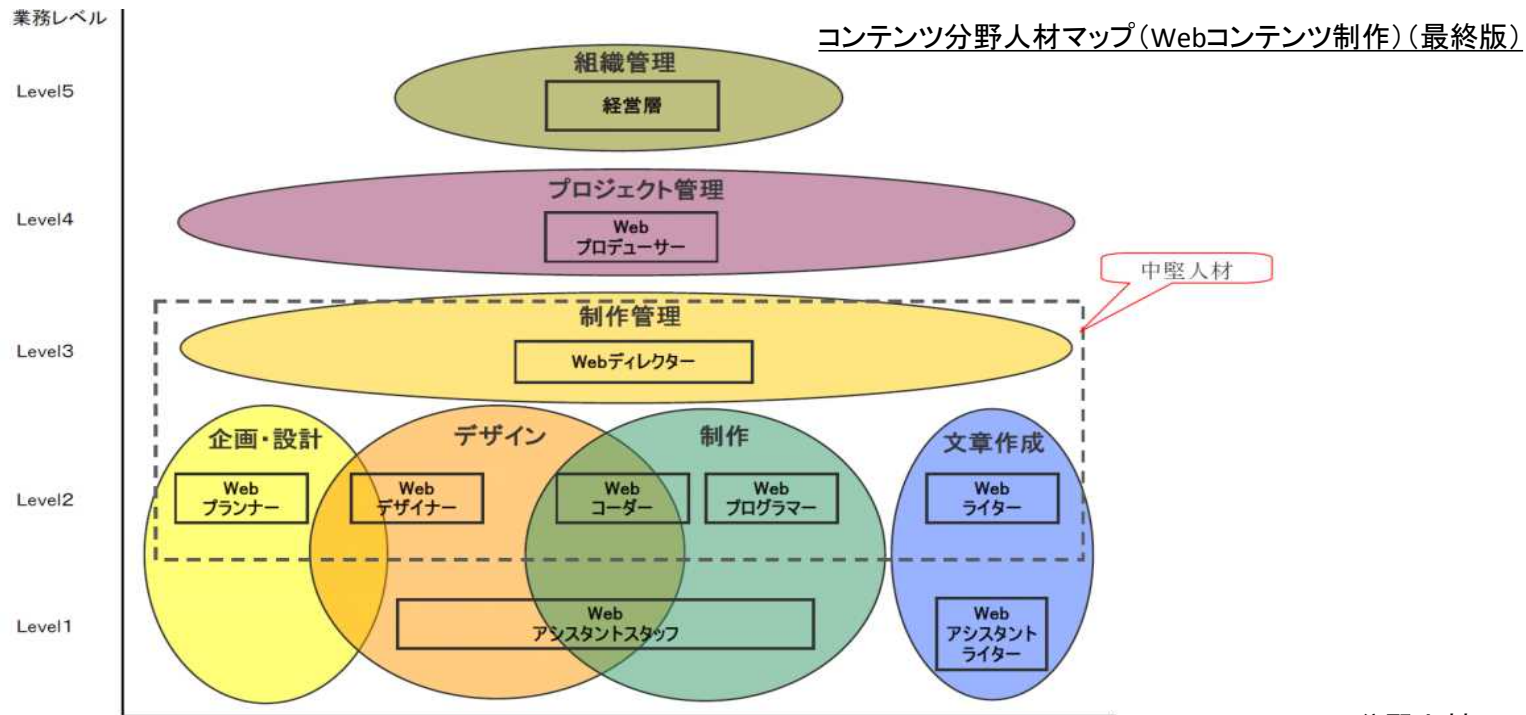 業務レベル
コンテンツ分野人材マップ（Webコンテンツ制作）（最終版）
Level5
組織管理
経営層
Level4
プロジェクト管理
Web
プロデューサー
中堅人材
Level3
制作管理
Webディレクター
企画・設計
デザイン
制作
文章作成
Level2
Web
プランナー
Web
デザイナー
Web
コーダー
Web
プログラマー
Web
ライター
Level1
Web
アシスタントスタッフ
Web
アシスタント
ライター